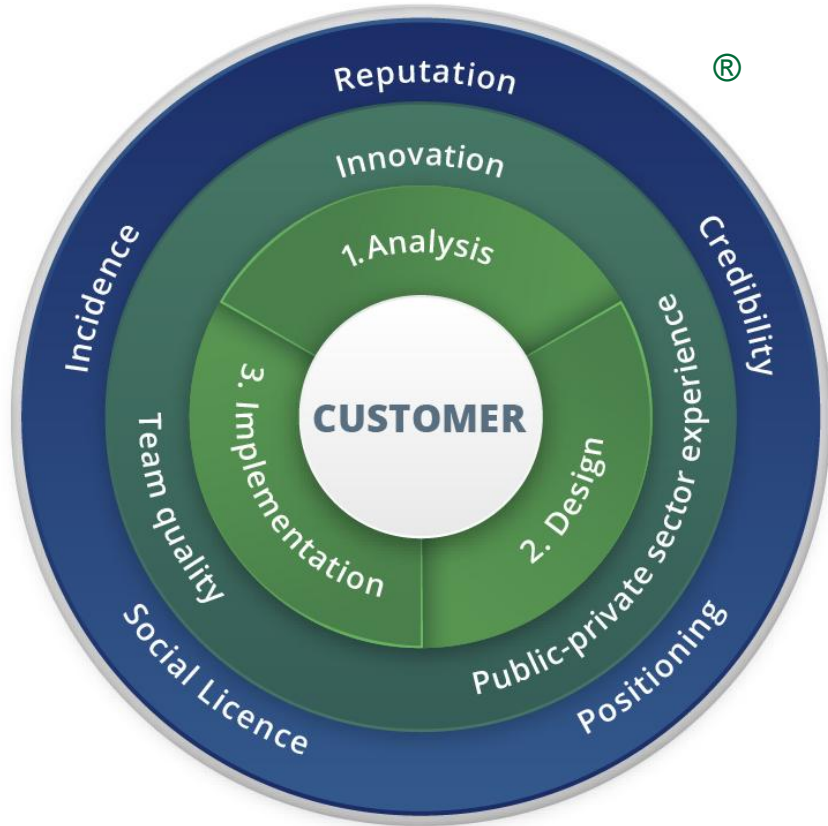 Reputation
®
Innovation
1. Analysis
Incidence
Credibility
CUSTOMER
3. Implementation
2. Design
Team quality
Public-private sector experience
Social Licence
Positioning